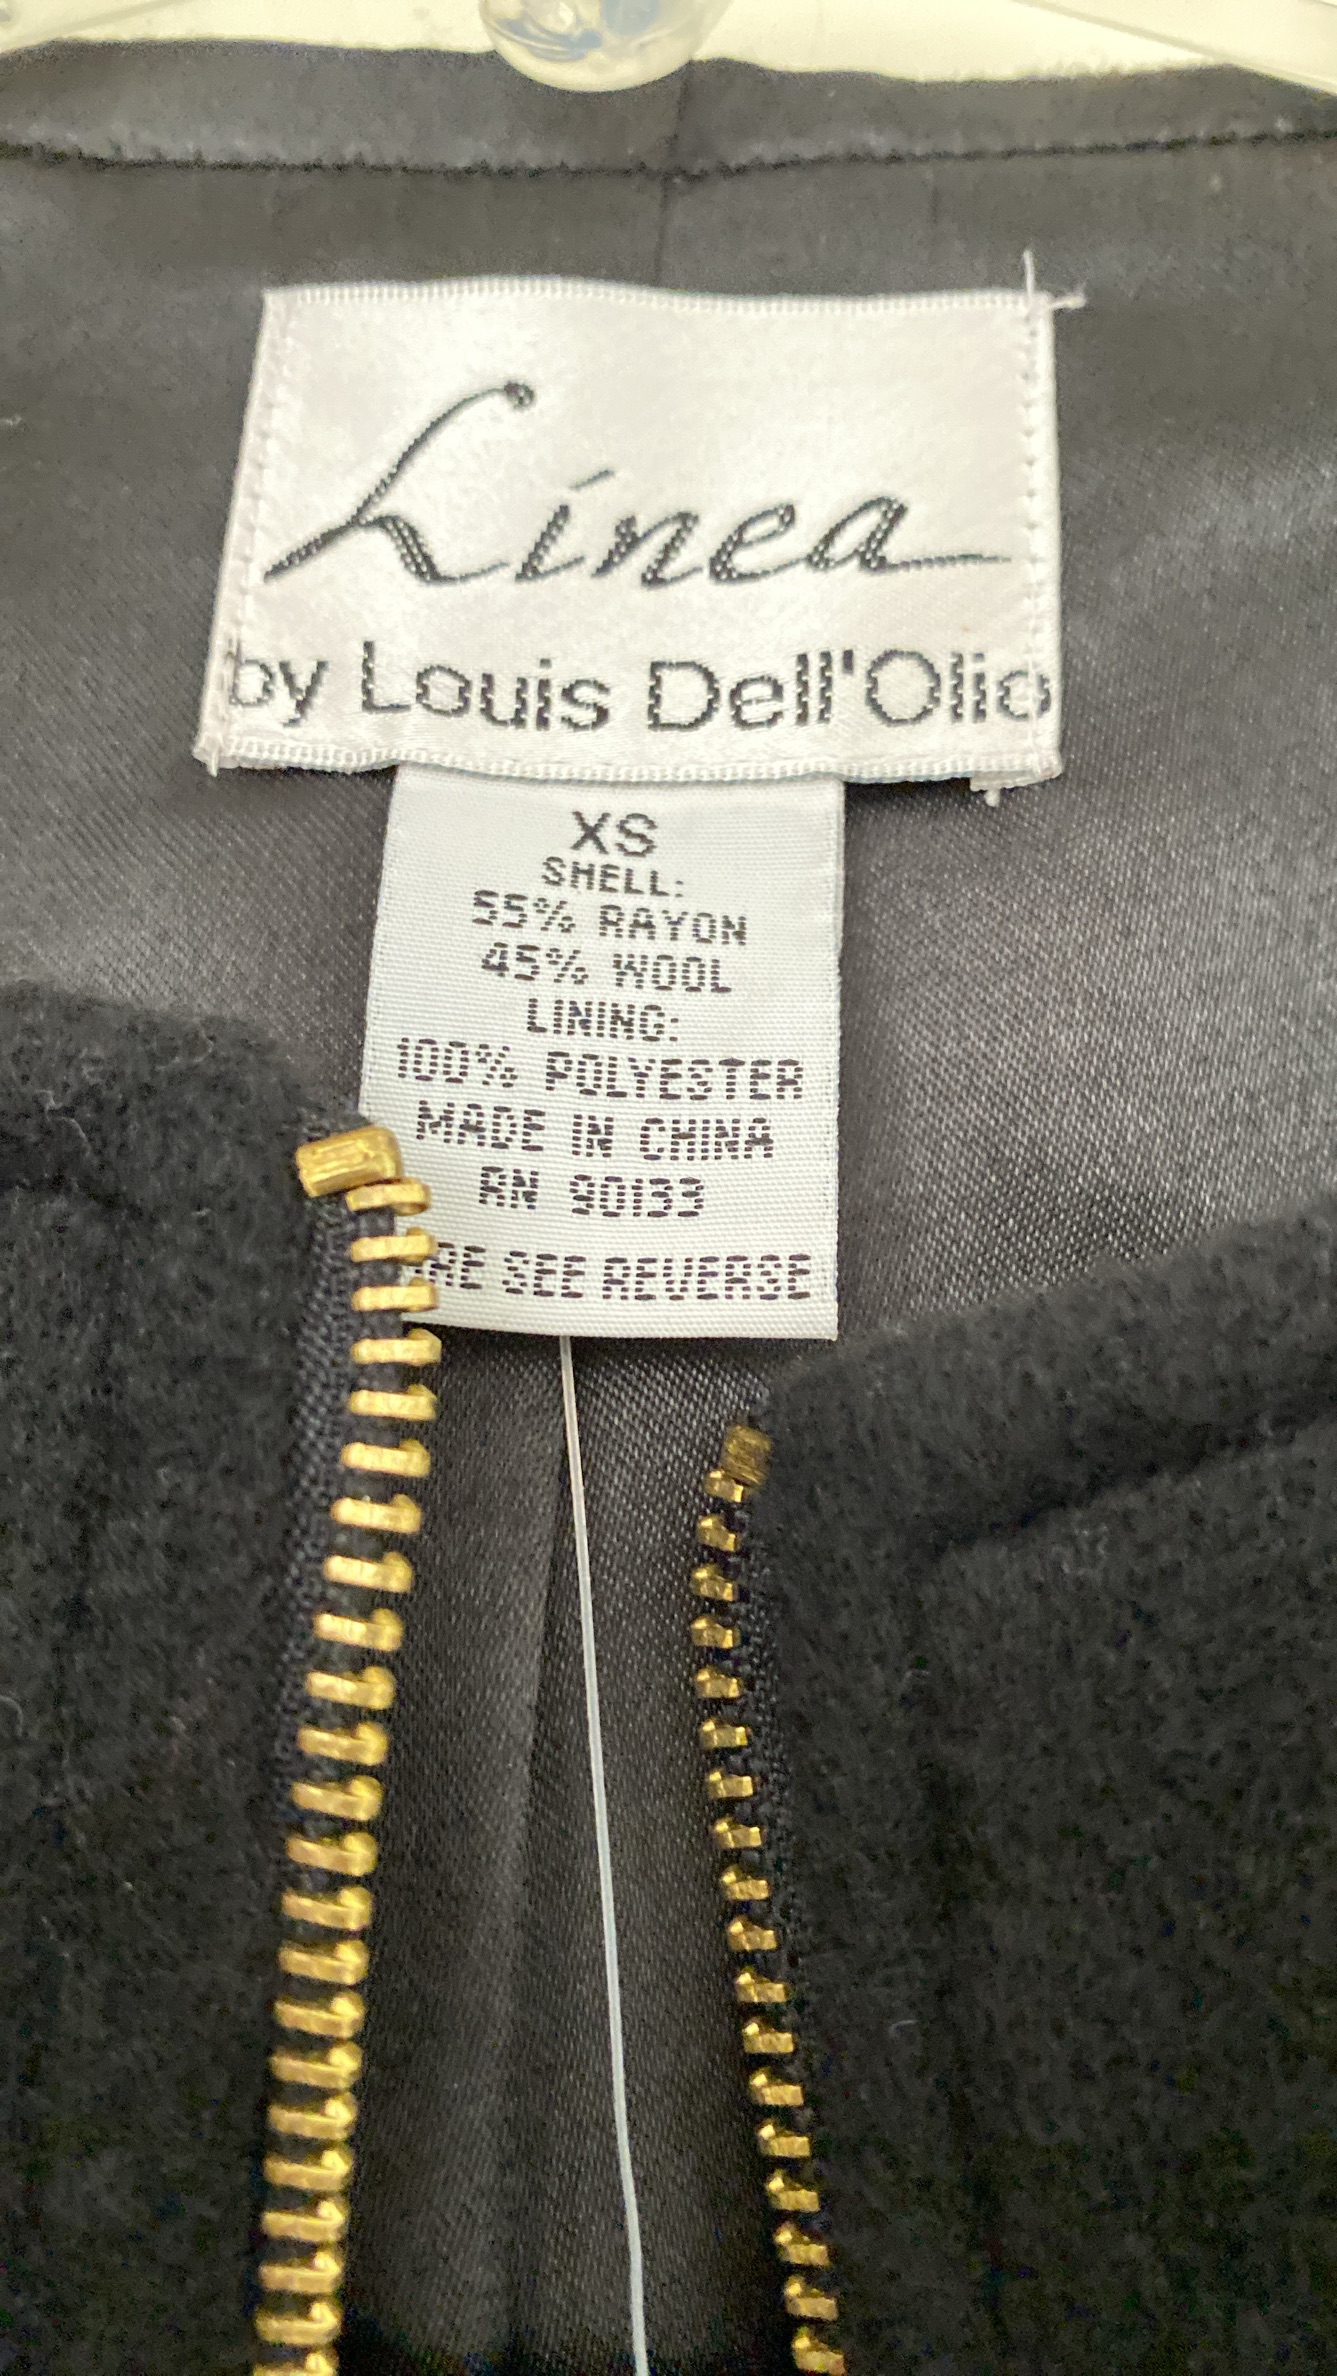 Linea
by Louis Dell'Olio
XS
SHELL:
55% RAYON
45% WOOL
LINING:
100% POLYESTER
MADE IN CHINA
RN 90133
SEE REVERSE